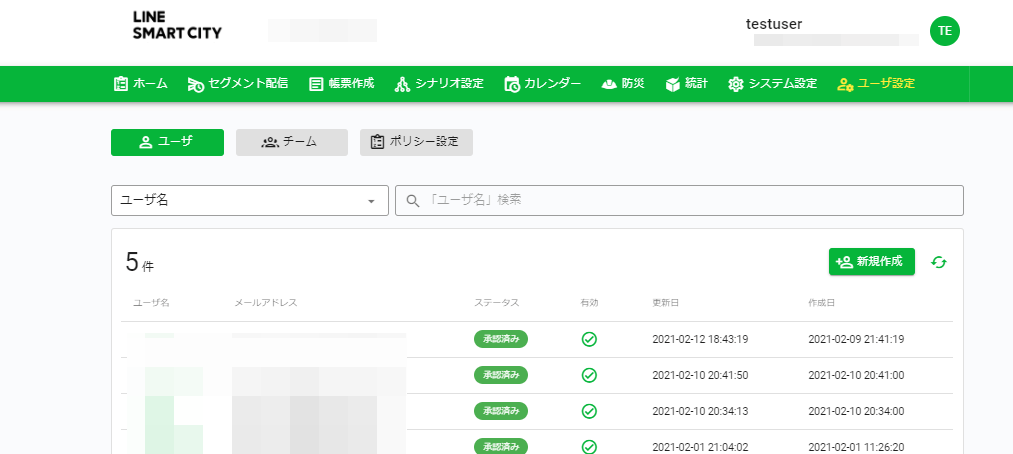 LINE
SMART CITY
testuser
TE
ホーム セグメント配信 帳票作成 シナリオ設定 カレンダー 防災 統計 システム設定 ユーザ設定
ユーザ チーム ポリシー設定
ユーザ名 「ユーザ名」検索
5 件 新規作成
ユーザ名 メールアドレス ステータス 有効 更新日 作成日
承認済み 2021-02-12 18:43:19 2021-02-09 21:41:19
承認済み 2021-02-10 20:41:50 2021-02-10 20:41:00
承認済み 2021-02-10 20:34:13 2021-02-10 20:34:00
承認済み 2021-02-01 21:04:02 2021-02-01 11:26:20